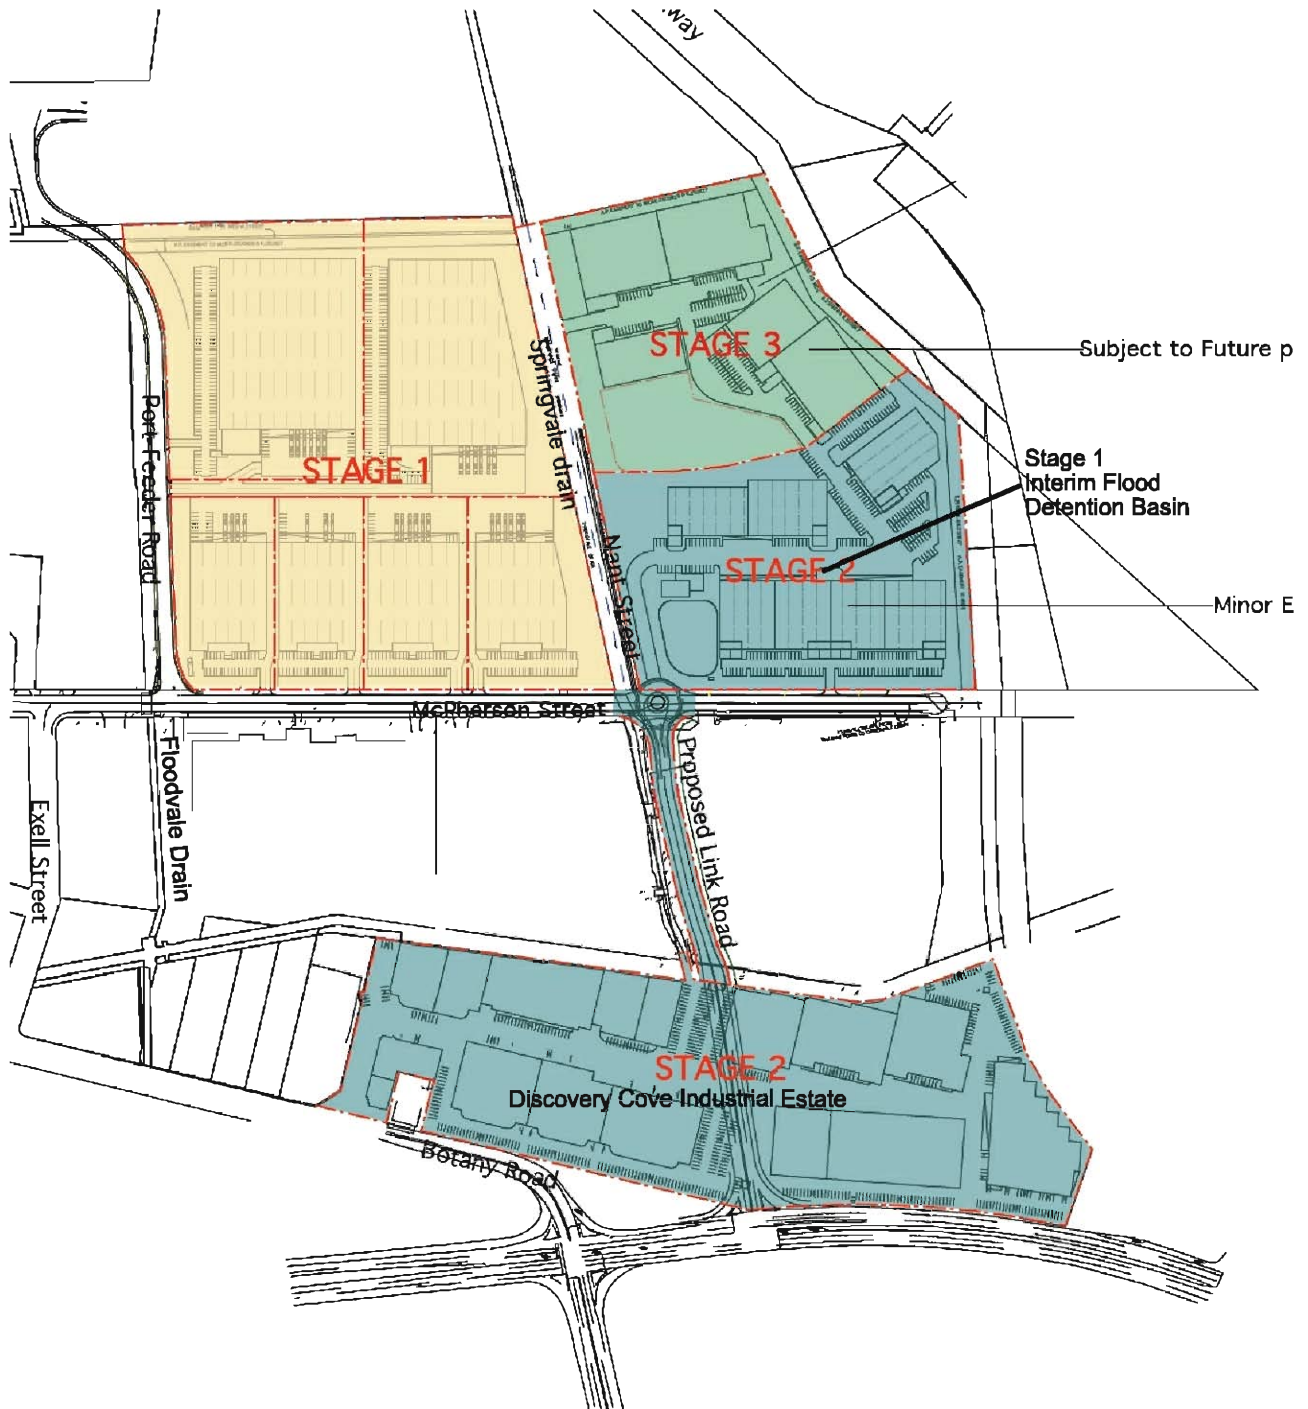 way
STAGE 3
Subject to Future p
Springvale drain
Port Feeder Road
STAGE 1
Stage 1
Interim Flood
Detention Basin
Nant Street
STAGE 2
Minor E
McPherson Street
Floodvale Drain
Proposed Link Road
Exell Street
STAGE 2
Discovery Cove Industrial Estate
Botany Road